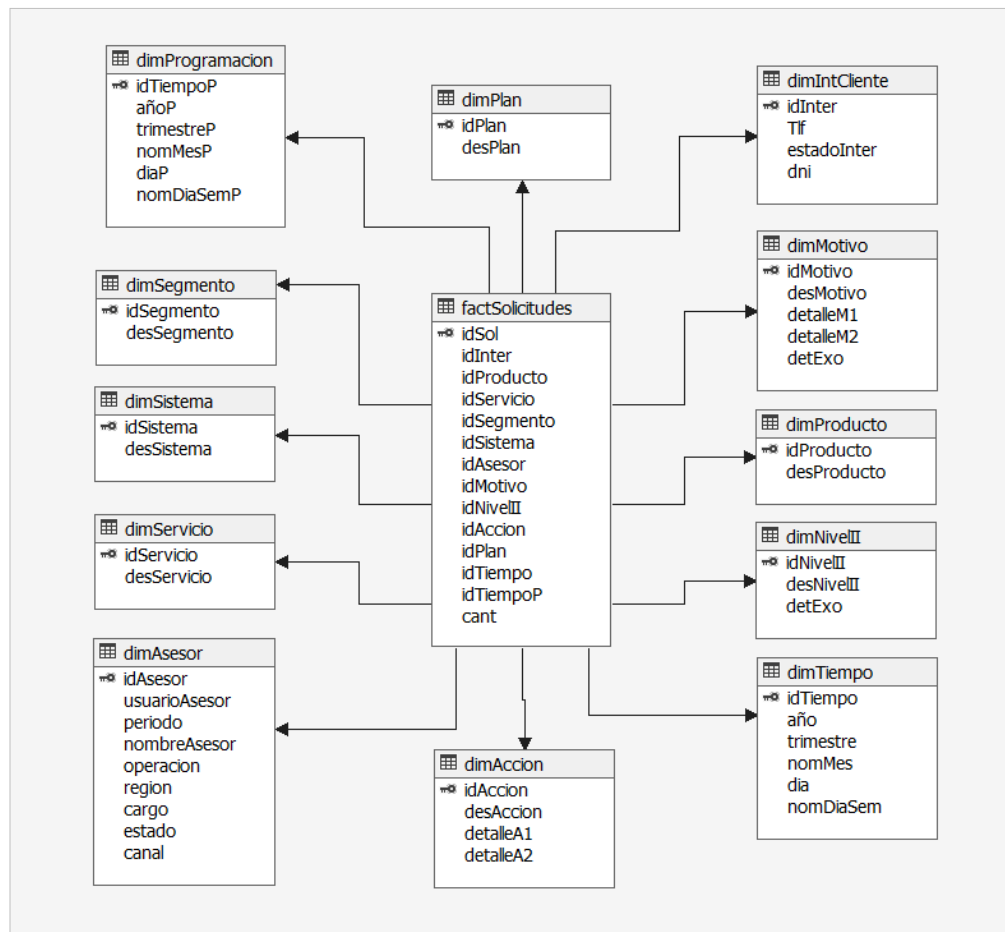 dimProgramacion
idTiempoP
añoP
trimestreP
nomMesP
diaP
nomDiaSemP
dimPlan
idPlan
desPlan
dimIntCliente
idInter
Tlf
estadoInter
dni
dimSegmento
idSegmento
desSegmento
dimSistema
idSistema
desSistema
dimServicio
idServicio
desServicio
dimAsesor
idAsesor
usuarioAsesor
periodo
nombreAsesor
operacion
region
cargo
estado
canal
factSolicitudes
idSol
idInter
idProducto
idServicio
idSegmento
idSistema
idAsesor
idMotivo
idNivelII
idAccion
idPlan
idTiempo
idTiempoP
cant
dimAccion
idAccion
desAccion
detalleA1
detalleA2
dimMotivo
idMotivo
desMotivo
detalleM1
detalleM2
detExo
dimProducto
idProducto
desProducto
dimNivelII
idNivelII
desNivelII
detExo
dimTiempo
idTiempo
año
trimestre
nomMes
dia
nomDiaSem